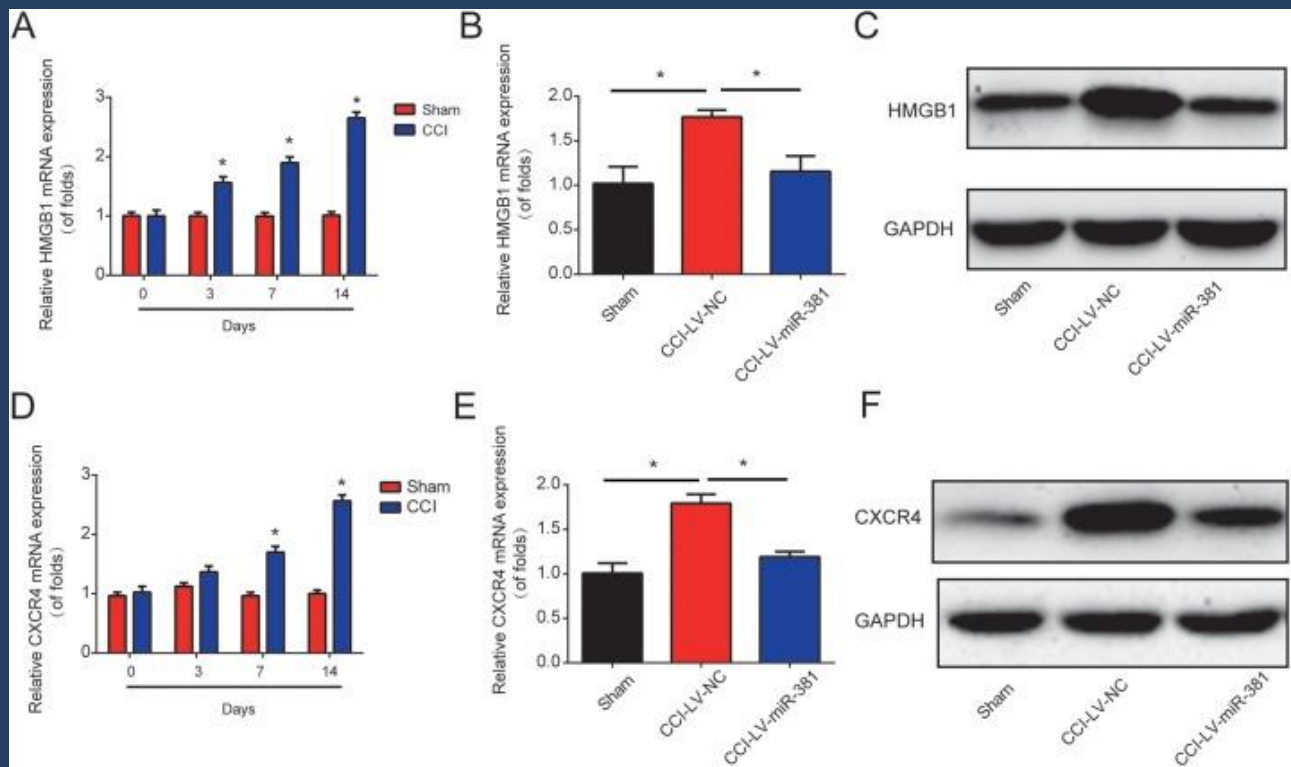 A
Relative HMGB1 mRNA expression
( of folds)
3
2
1
0
*
*
*
Sham
CCI
0 3 7 14
Days
B
Relative HMGB1 mRNA expression
( of folds)
2.0
1.5
1.0
0.5
0.0
* *
Sham
CCI-LV-NC
CCI-LV-miR-381
C
HMGB1
GAPDH
Sham
CCI-LV-NC
CCI-LV-miR-381
D
Relative CXCR4 mRNA expression
( of folds)
3
2
1
0
*
*
Sham
CCI
0 3 7 14
Days
E
Relative CXCR4 mRNA expression
( of folds)
2.0
1.5
1.0
0.5
0.0
* *
Sham
CCI-LV-NC
CCI-LV-miR-381
F
CXCR4
GAPDH
Sham
CCI-LV-NC
CCI-LV-miR-381